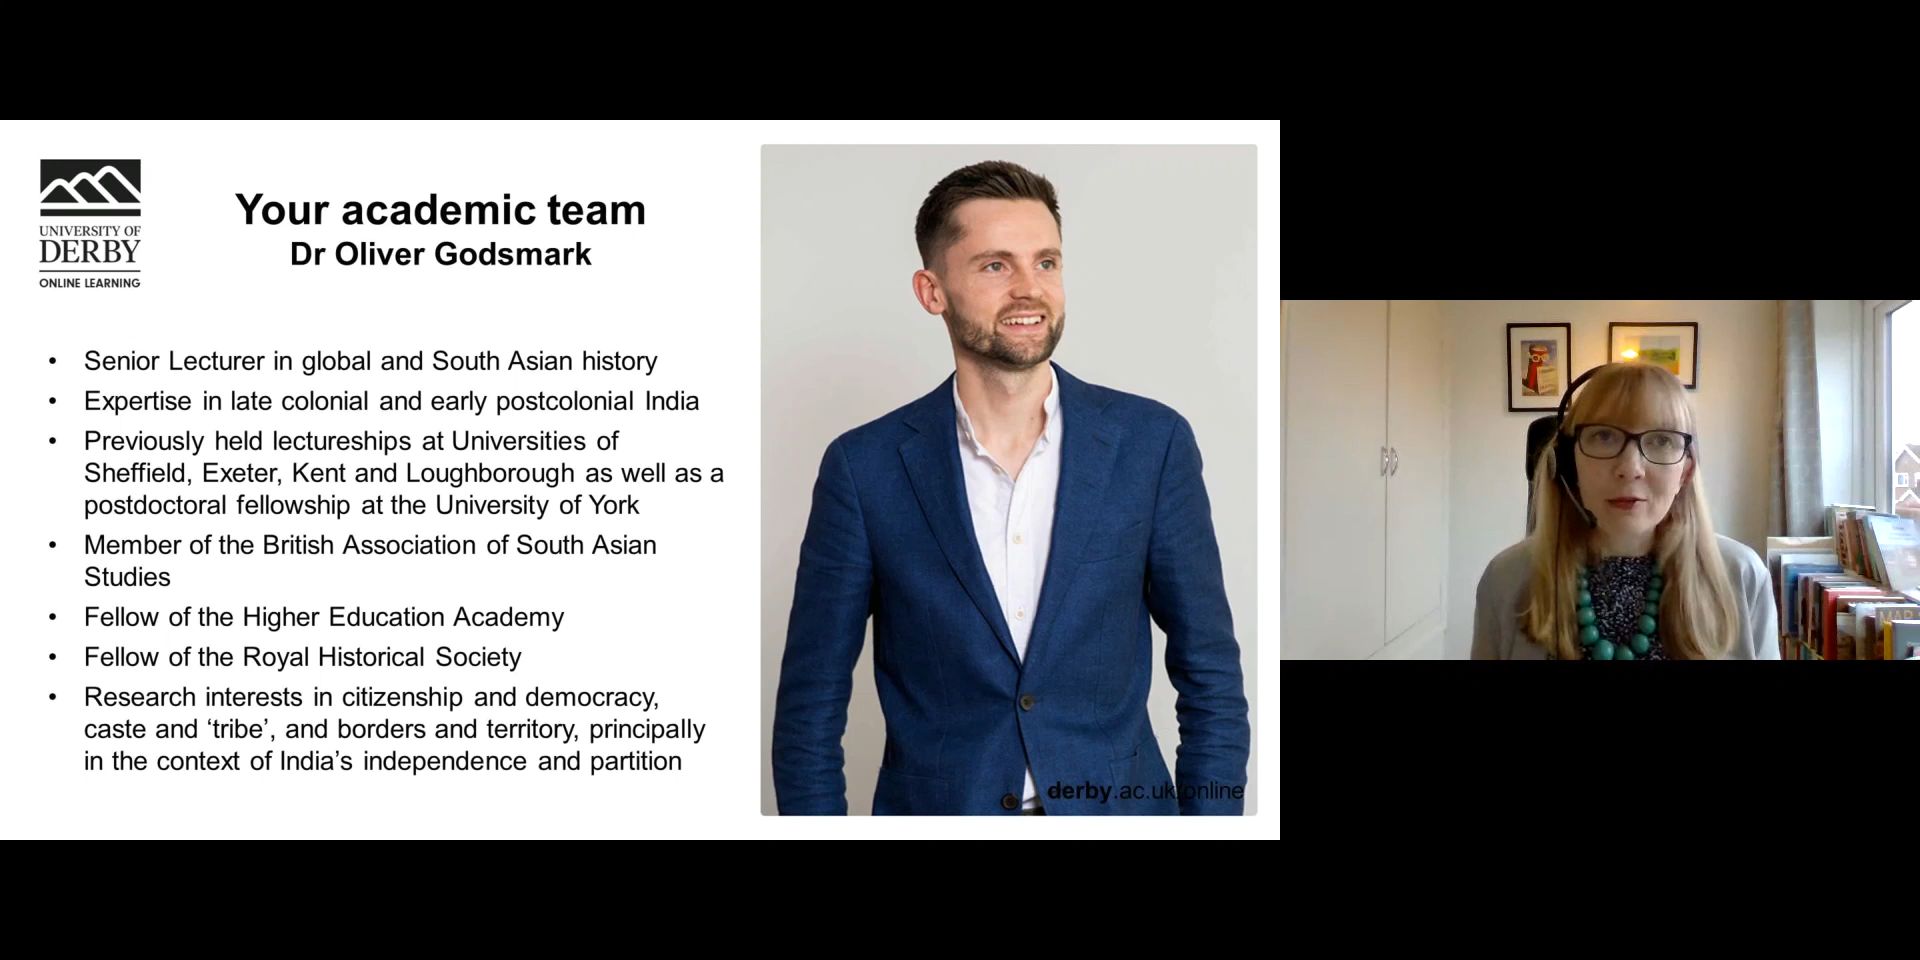 UNIVERSITY OF
DERBY
ONLINE LEARNING
Your academic team
Dr Oliver Godsmark
• Senior Lecturer in global and South Asian history
• Expertise in late colonial and early postcolonial India
• Previously held lectureships at Universities of
Sheffield, Exeter, Kent and Loughborough as well as a
postdoctoral fellowship at the University of York
• Member of the British Association of South Asian
Studies
• Fellow of the Higher Education Academy
• Fellow of the Royal Historical Society
• Research interests in citizenship and democracy,
caste and ‘tribe’, and borders and territory, principally
in the context of India’s independence and partition
derby.ac.uk/online